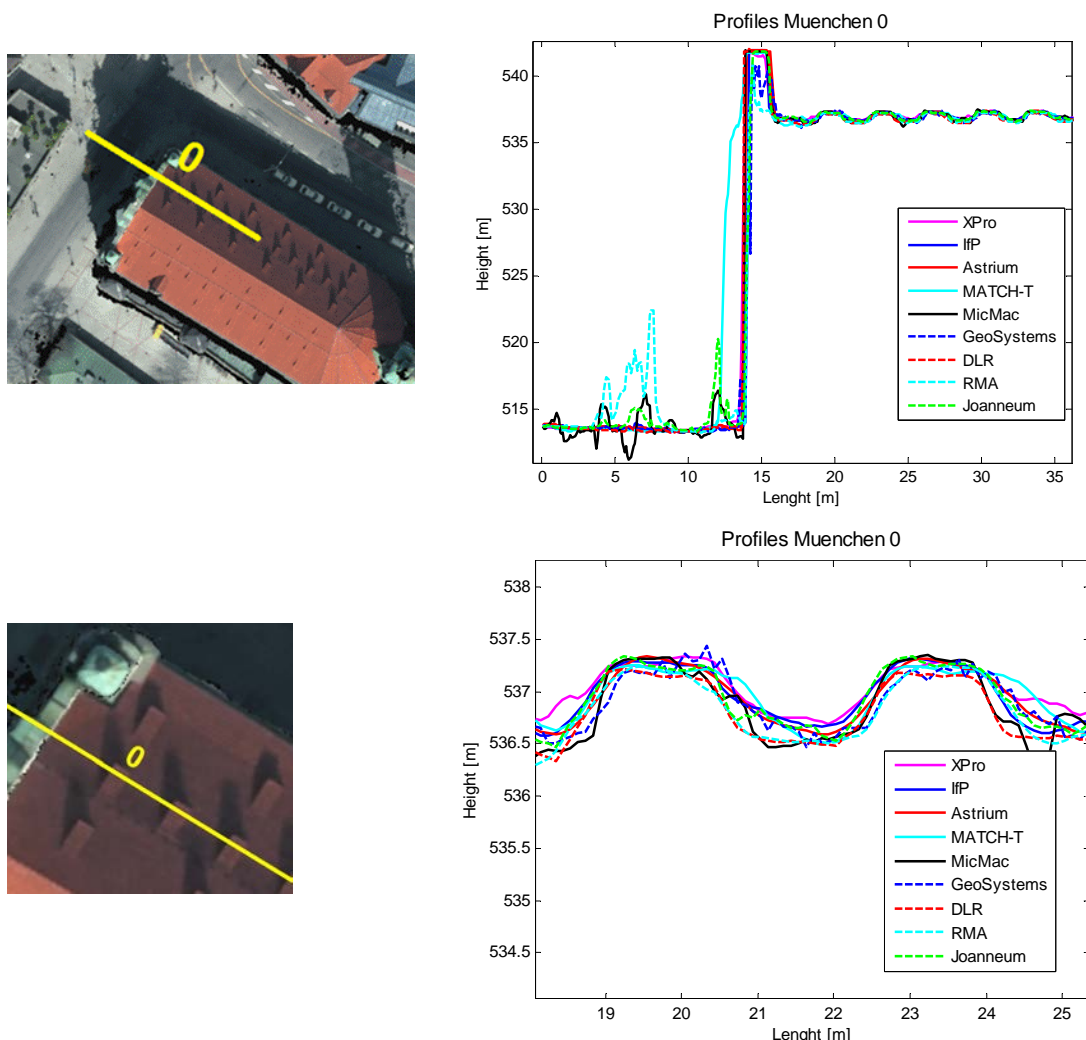 Profiles Muenchen 0
0
540
535
530
525
520
515
Height [m]
XPro
IfP
Astrium
MATCH-T
MicMac
GeoSystems
DLR
RMA
Joanneum
0 5 10 15 20 25 30 35
Lenght [m]
Profiles Muenchen 0
0
538
537.5
537
536.5
536
535.5
535
534.5
Height [m]
XPro
IfP
Astrium
MATCH-T
MicMac
GeoSystems
DLR
RMA
Joanneum
19 20 21 22 23 24 25
Lenght [m]